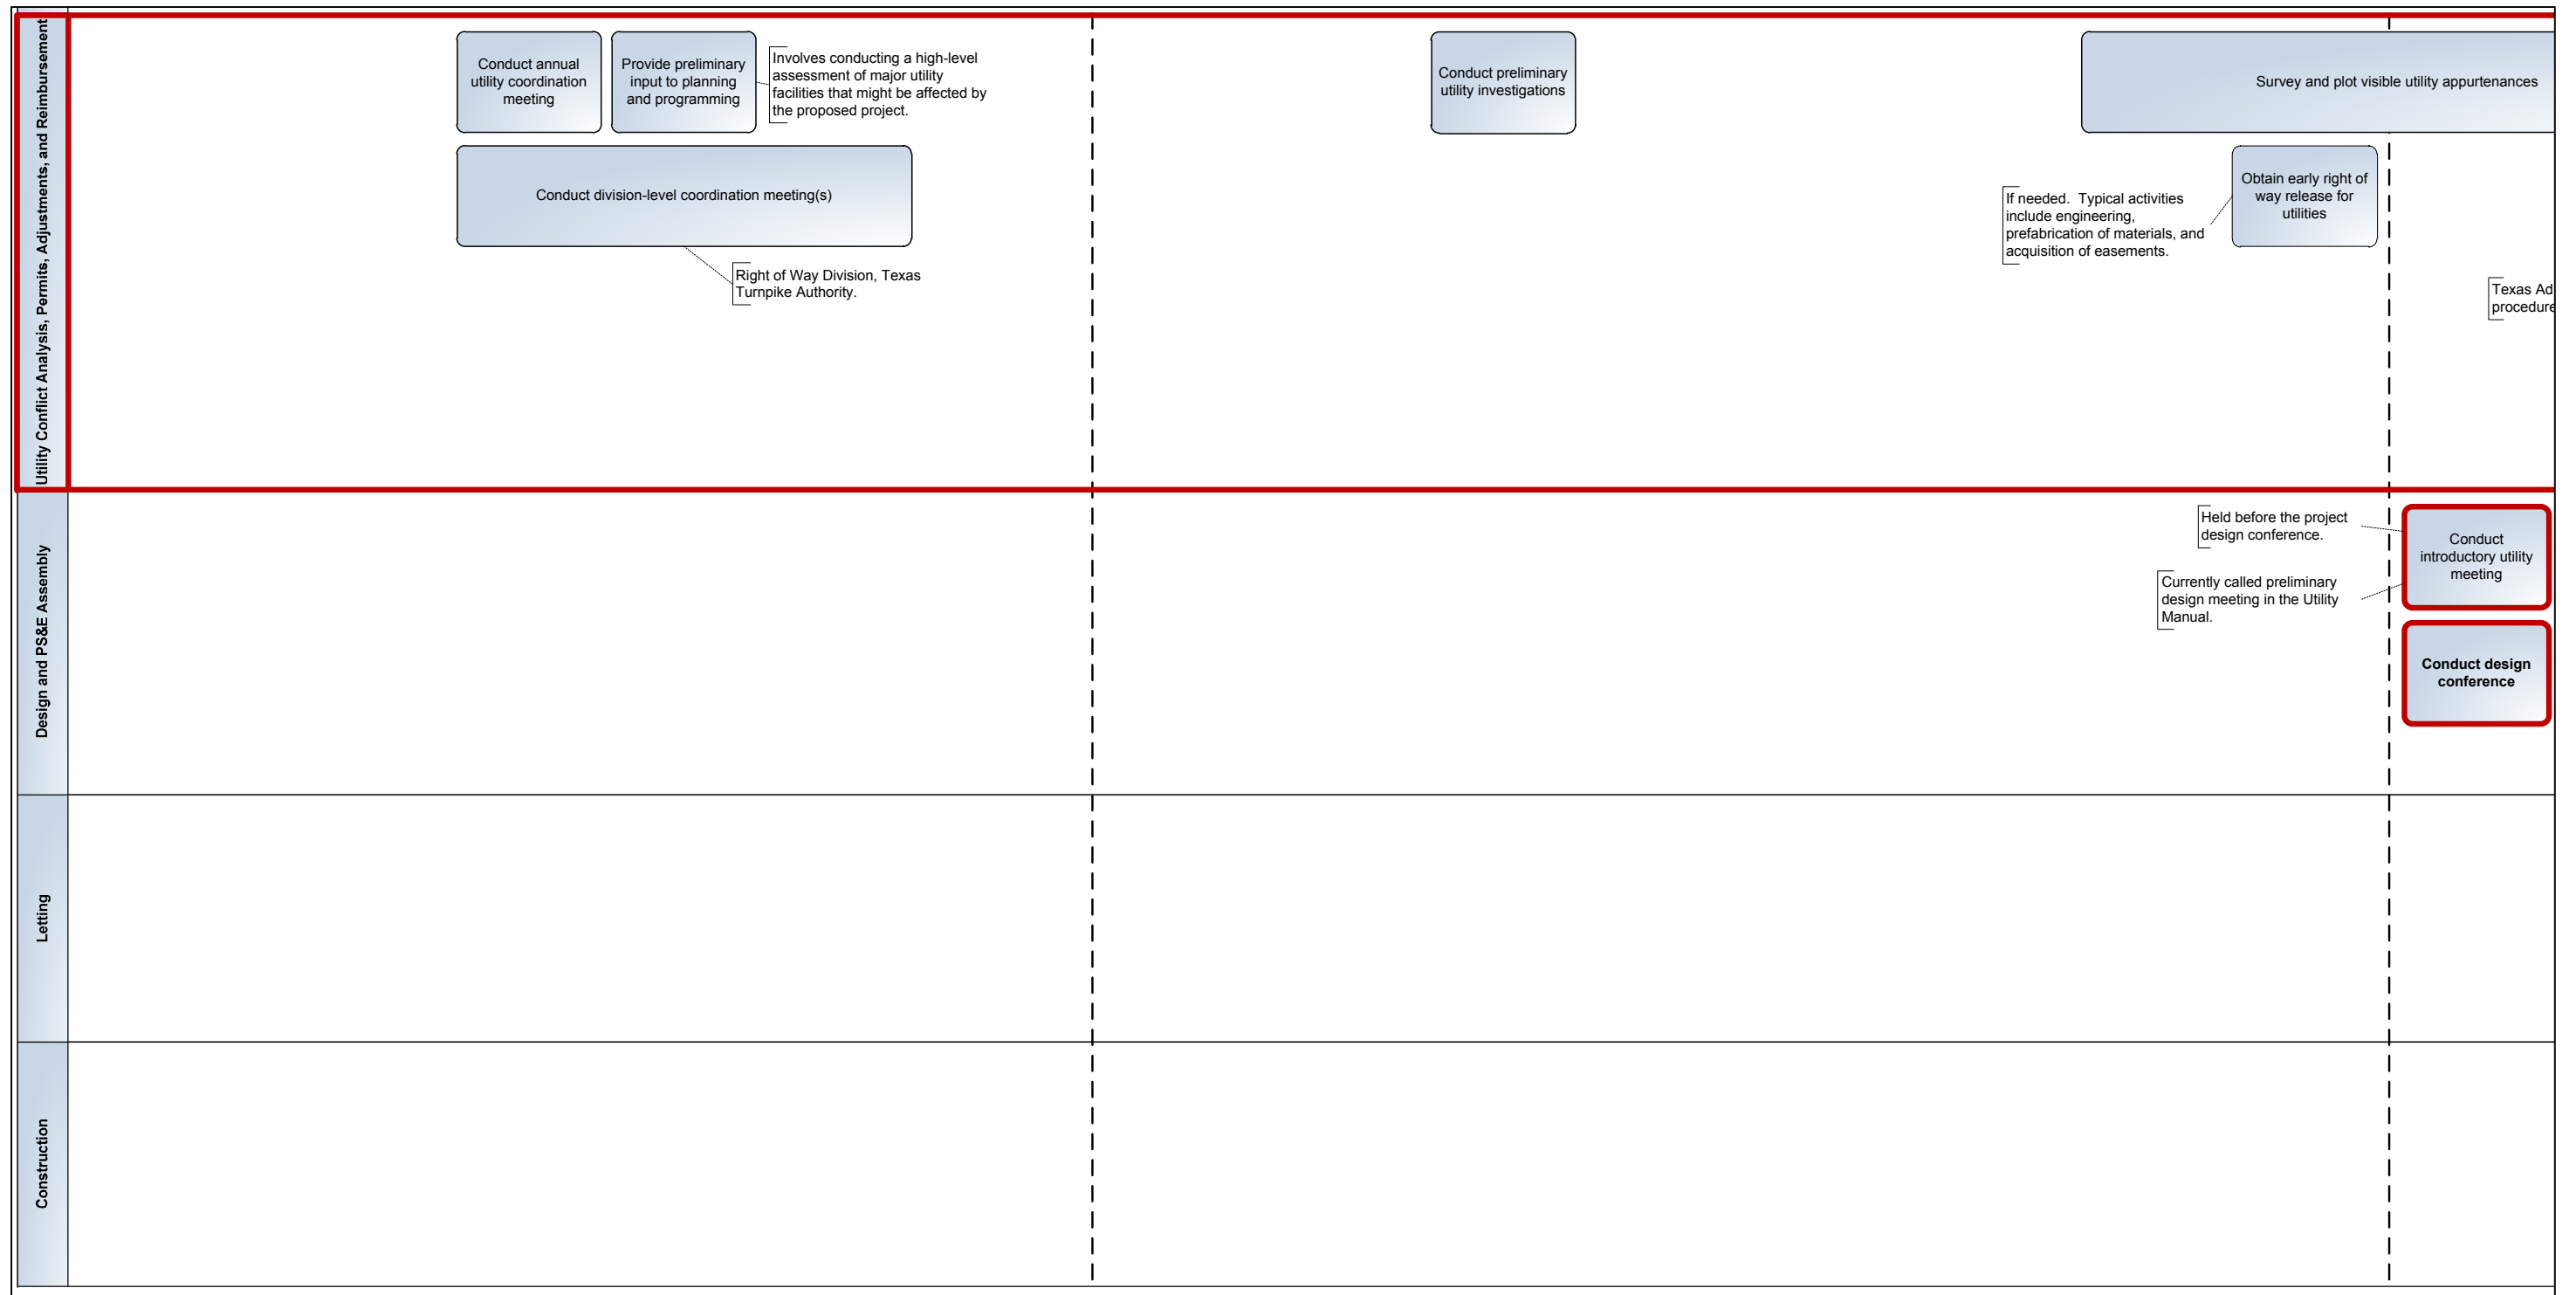 Utility Conflict Analysis, Permits, Adjustments, and Reimbursement
Conduct annual
utility coordination
meeting
Provide preliminary
input to planning
and programming
Involves conducting a high-level
assessment of major utility
facilities that might be affected by
the proposed project.
Conduct preliminary
utility investigations
Survey and plot visible utility appurtenances
Conduct division-level coordination meeting(s)
Right of Way Division, Texas
Turnpike Authority.
If needed.  Typical activities
include engineering,
prefabrication of materials, and
acquisition of easements.
Obtain early right of
way release for
utilities
Texas Ad
procedure
Design and PS&E Assembly
Held before the project
design conference.
Currently called preliminary
design meeting in the Utility
Manual.
Conduct
introductory utility
meeting
Conduct design
conference
Letting
Construction